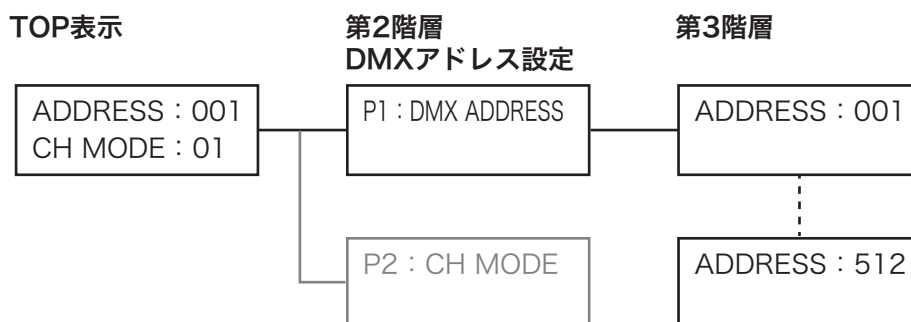 TOP表示
第2階層
DMXアドレス設定
第3階層
ADDRESS：001
CH MODE：01
P1：DMX ADDRESS
ADDRESS：001
P2：CH MODE
ADDRESS：512